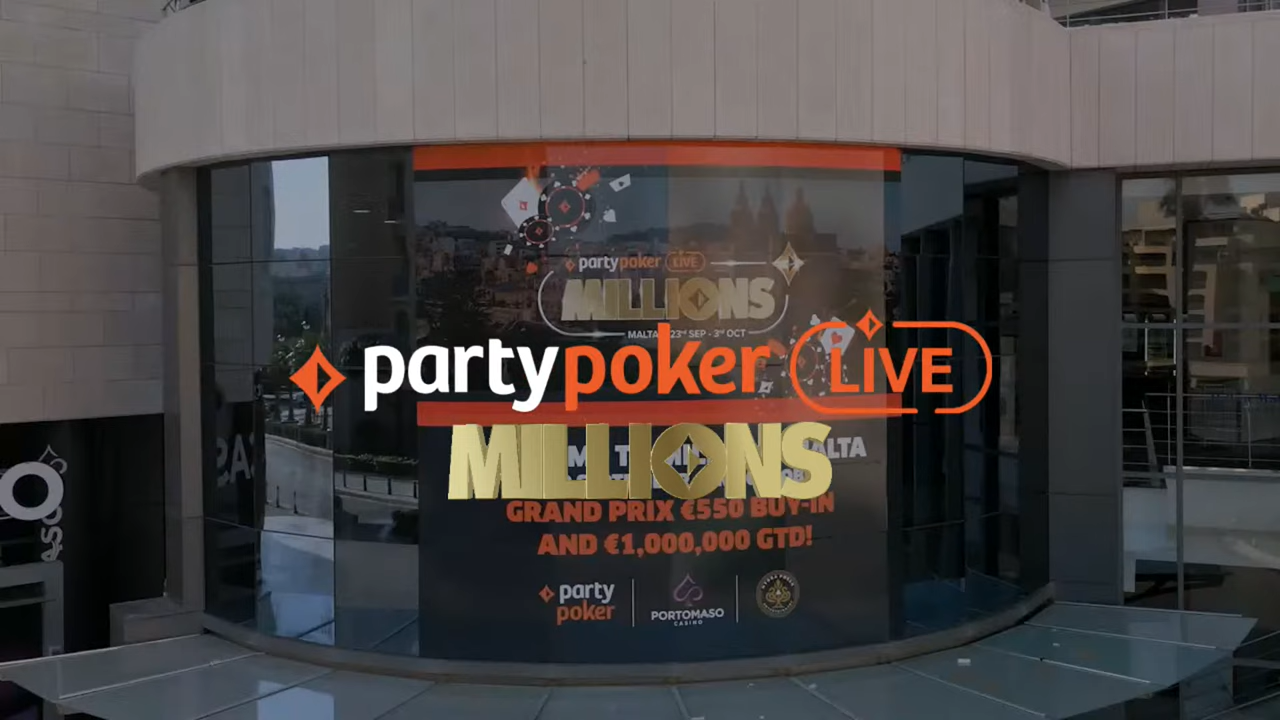 partypoker LIVE
MILLIONS
MALTA 23RD SEP - 3RD OCT
partypoker LIVE
MILLIONS
ALTA
GRAND PRIX €550 BUY-IN
AND €1,000,000 GTD!
party
poker
PORTOMASO
CASINO